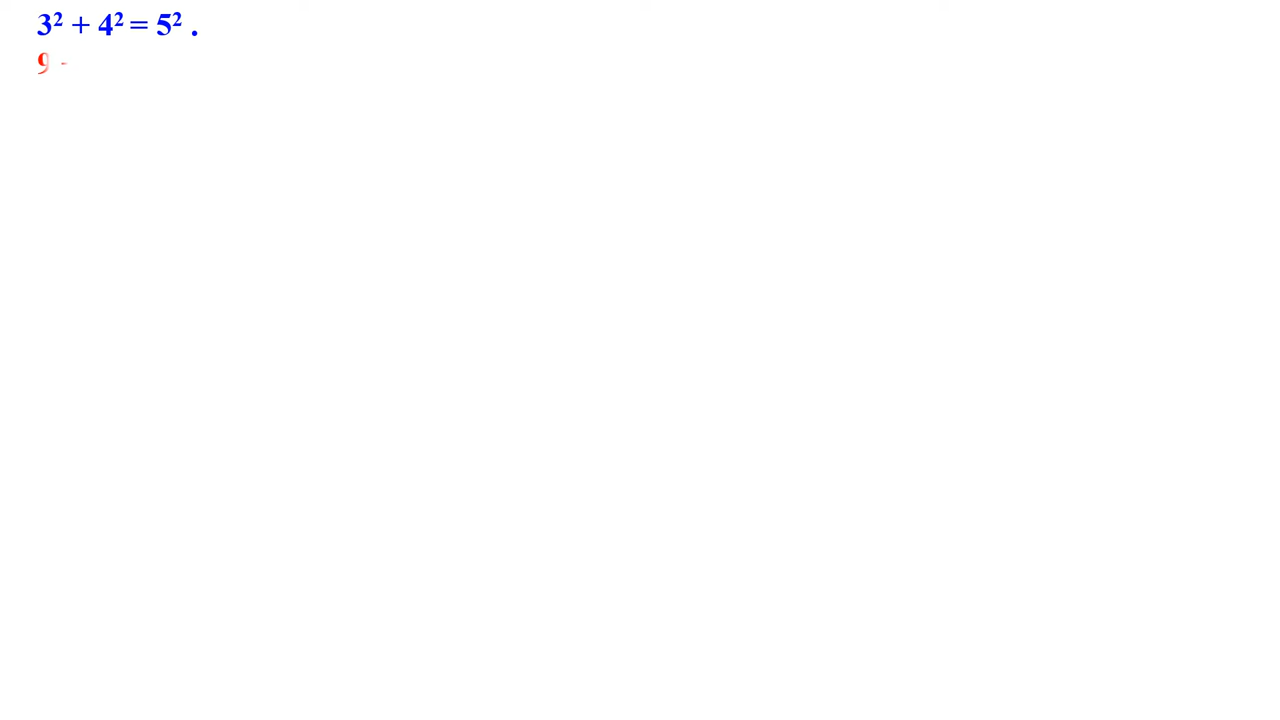 3² + 4² = 5² .
9